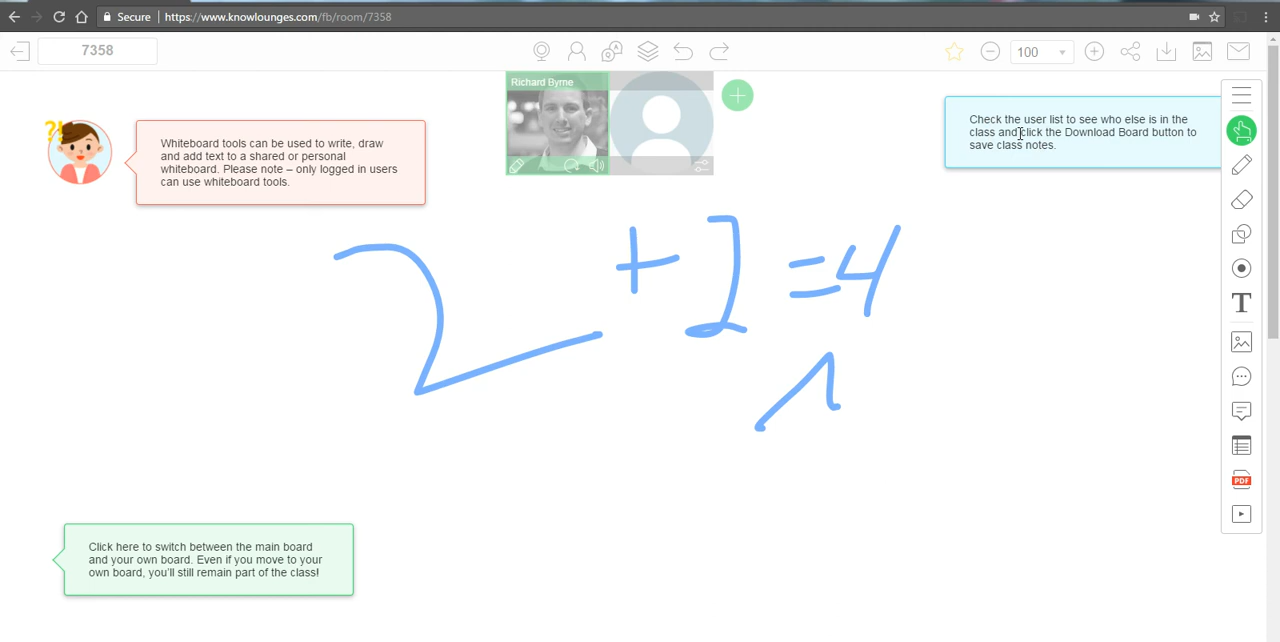 Secure
https://www.knowlounges.com/fb/room/7358
7358
100
Richard Byrne
?!
Whiteboard tools can be used to write, draw
and add text to a shared or personal
whiteboard. Please note – only logged in users
can use whiteboard tools.
Check the user list to see who else is in the
class and click the Download Board button to
save class notes.
2 + 2 = 4
T
PDF
Click here to switch between the main board
and your own board. Even if you move to your
own board, you'll still remain part of the class!